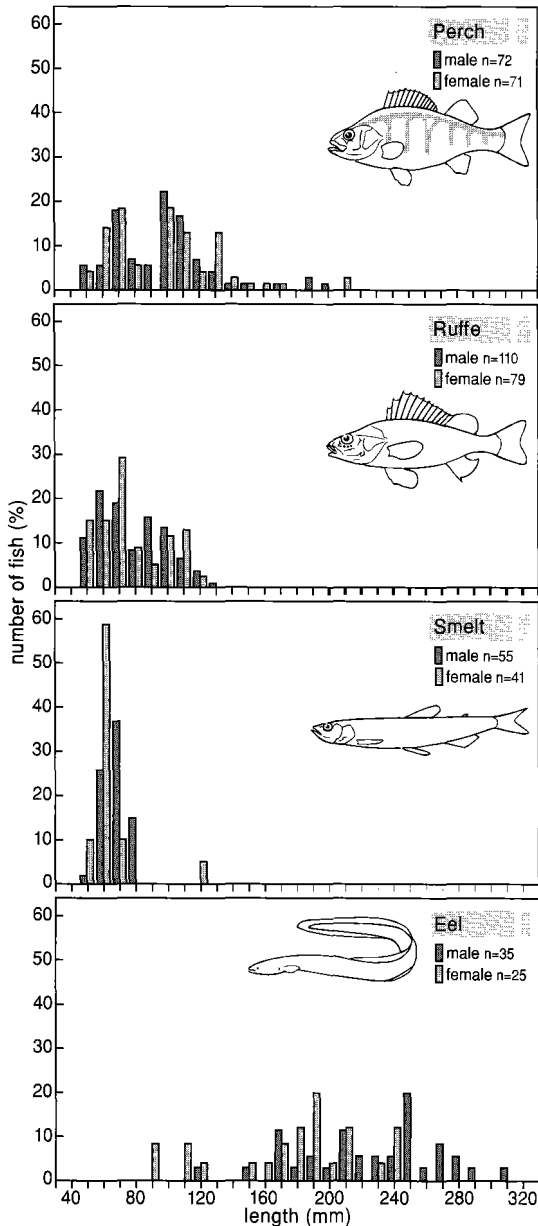 60
50
40
30
20
10
0
Perch
male n=72
female n=71
60
50
40
30
20
10
0
Ruffe
male n=110
female n=79
number of fish (%)
60
50
40
30
20
10
0
Smelt
male n=55
female n=41
60
50
40
30
20
10
0
Eel
male n=35
female n=25
40 80 120 160 200 240 280 320
length (mm)